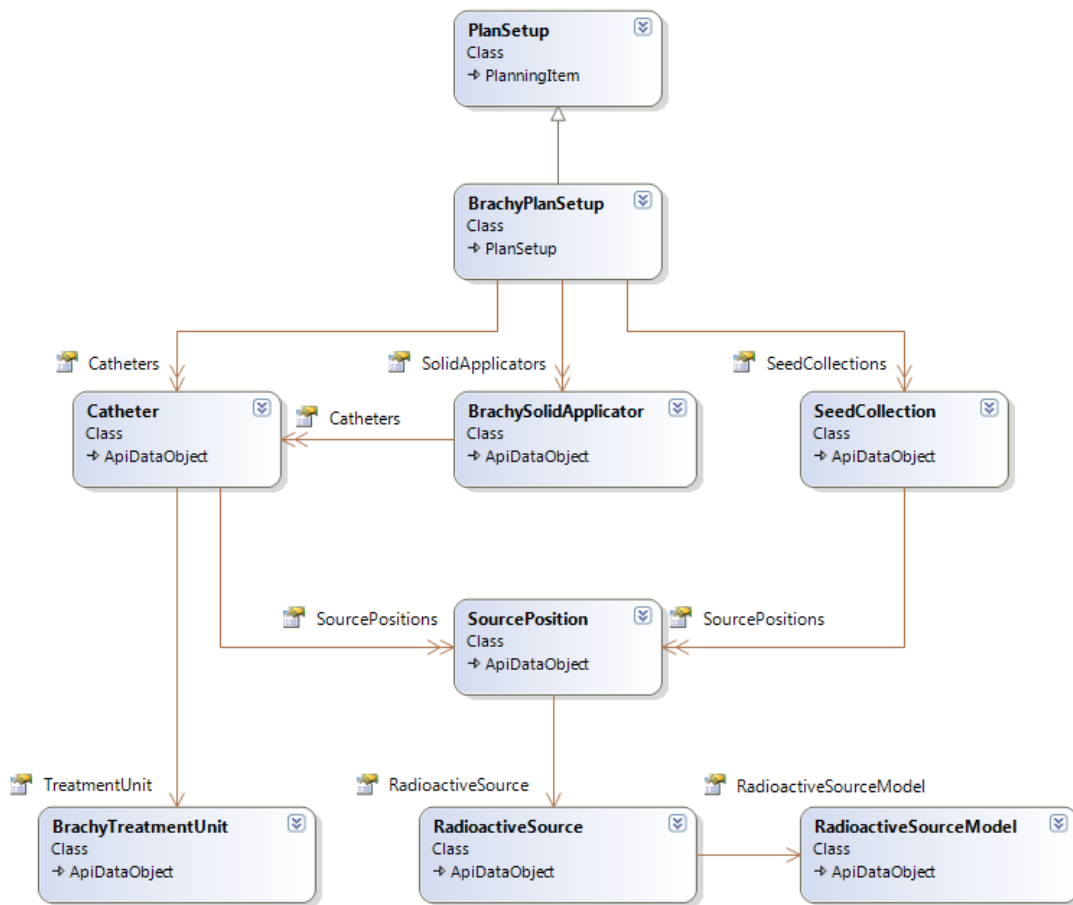 PlanSetup
Class
PlanningItem
BrachyPlanSetup
Class
PlanSetup
Catheters
SolidApplicators
SeedCollections
Catheter
Class
ApiDataObject
Catheters
BrachySolidApplicator
Class
ApiDataObject
SeedCollection
Class
ApiDataObject
SourcePositions
SourcePosition
Class
ApiDataObject
SourcePositions
TreatmentUnit
RadioactiveSource
RadioactiveSourceModel
BrachyTreatmentUnit
Class
ApiDataObject
RadioactiveSource
Class
ApiDataObject
RadioactiveSourceModel
Class
ApiDataObject